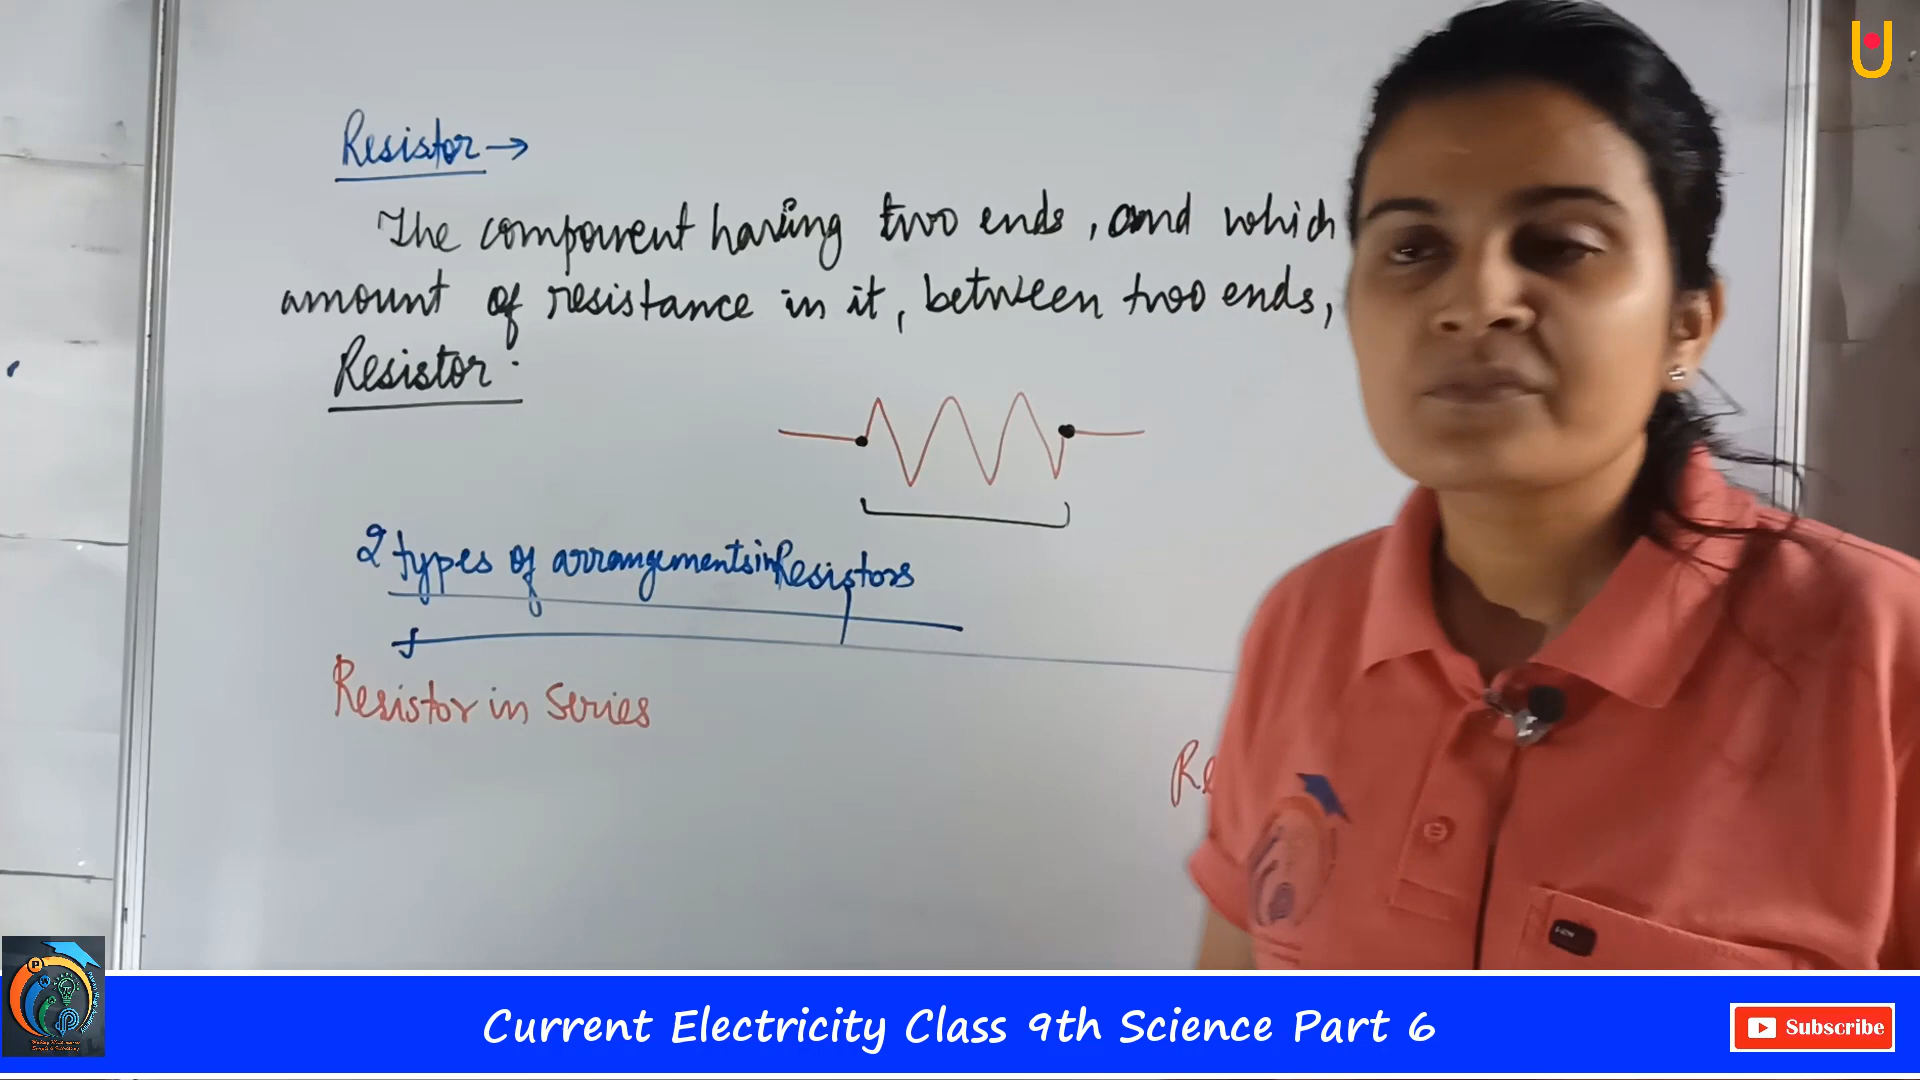 Resistor →
The component having two ends, and which
amount of resistance in it, between two ends,
Resistor.
2 types of arrangements in Resistors
Resistor in Series
Re
Current Electricity Class 9th Science Part 6
Subscribe